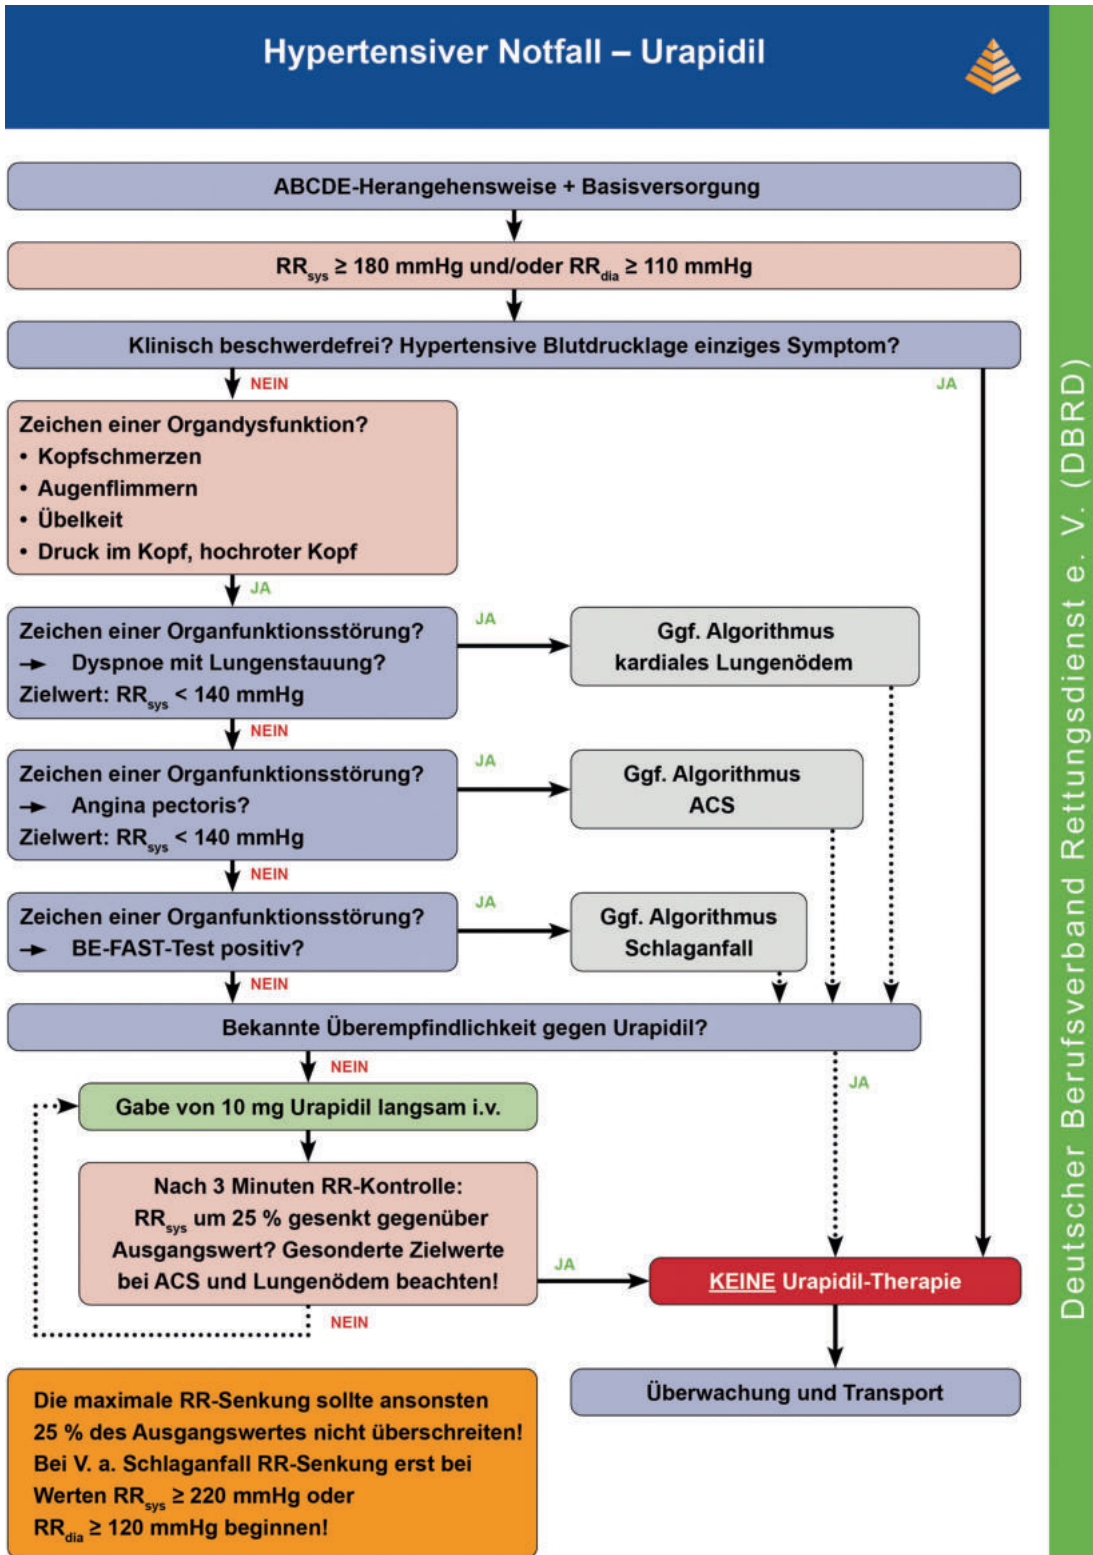 Hypertensiver Notfall – Urapidil
ABCDE-Herangehensweise + Basisversorgung
RRsys ≥ 180 mmHg und/oder RRdia ≥ 110 mmHg
Klinisch beschwerdefrei? Hypertensive Blutdrucklage einziges Symptom?
NEIN
JA
Zeichen einer Organdysfunktion?
• Kopfschmerzen
• Augenflimmern
• Übelkeit
• Druck im Kopf, hochroter Kopf
JA
Zeichen einer Organfunktionsstörung?
→ Dyspnoe mit Lungenstauung?
Zielwert: RRsys < 140 mmHg
JA
Ggf. Algorithmus
kardiales Lungenödem
NEIN
Zeichen einer Organfunktionsstörung?
→ Angina pectoris?
Zielwert: RRsys < 140 mmHg
JA
Ggf. Algorithmus
ACS
NEIN
Zeichen einer Organfunktionsstörung?
→ BE-FAST-Test positiv?
JA
Ggf. Algorithmus
Schlaganfall
NEIN
Bekannte Überempfindlichkeit gegen Urapidil?
NEIN
JA
Gabe von 10 mg Urapidil langsam i.v.
Nach 3 Minuten RR-Kontrolle:
RRsys um 25 % gesenkt gegenüber
Ausgangswert? Gesonderte Zielwerte
bei ACS und Lungenödem beachten!
JA
NEIN
KEINE Urapidil-Therapie
Überwachung und Transport
Die maximale RR-Senkung sollte ansonsten
25 % des Ausgangswertes nicht überschreiten!
Bei V. a. Schlaganfall RR-Senkung erst bei
Werten RRsys ≥ 220 mmHg oder
RRdia ≥ 120 mmHg beginnen!
Deutscher Berufsverband Rettungsdienst e. V. (DBRD)